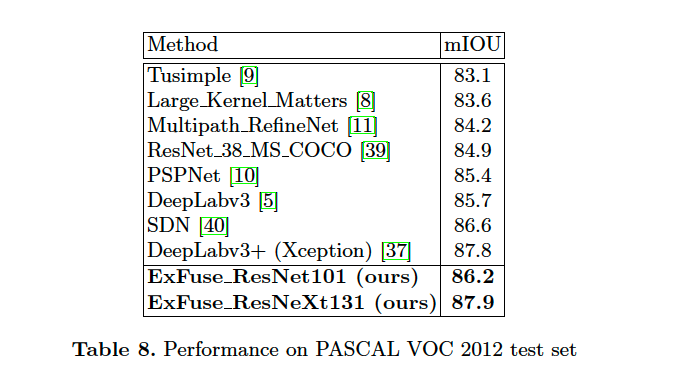 Method mIOU
Tusimple [9] 83.1
Large_Kernel_Matters [8] 83.6
Multipath_RefineNet [11] 84.2
ResNet_38_MS_COCO [39] 84.9
PSPNet [10] 85.4
DeepLabv3 [5] 85.7
SDN [40] 86.6
DeepLabv3+ (Xception) [37] 87.8
ExFuse_ResNet101 (ours) 86.2
ExFuse_ResNeXt131 (ours) 87.9
Table 8. Performance on PASCAL VOC 2012 test set